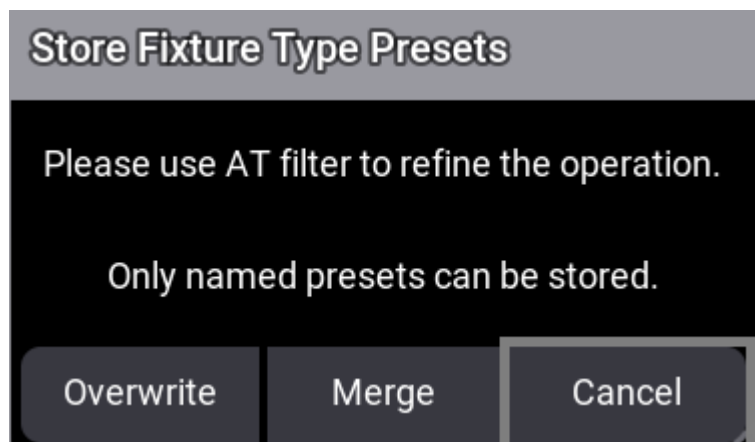 Store Fixture Type Presets
Please use AT filter to refine the operation.
Only named presets can be stored.
Overwrite Merge Cancel